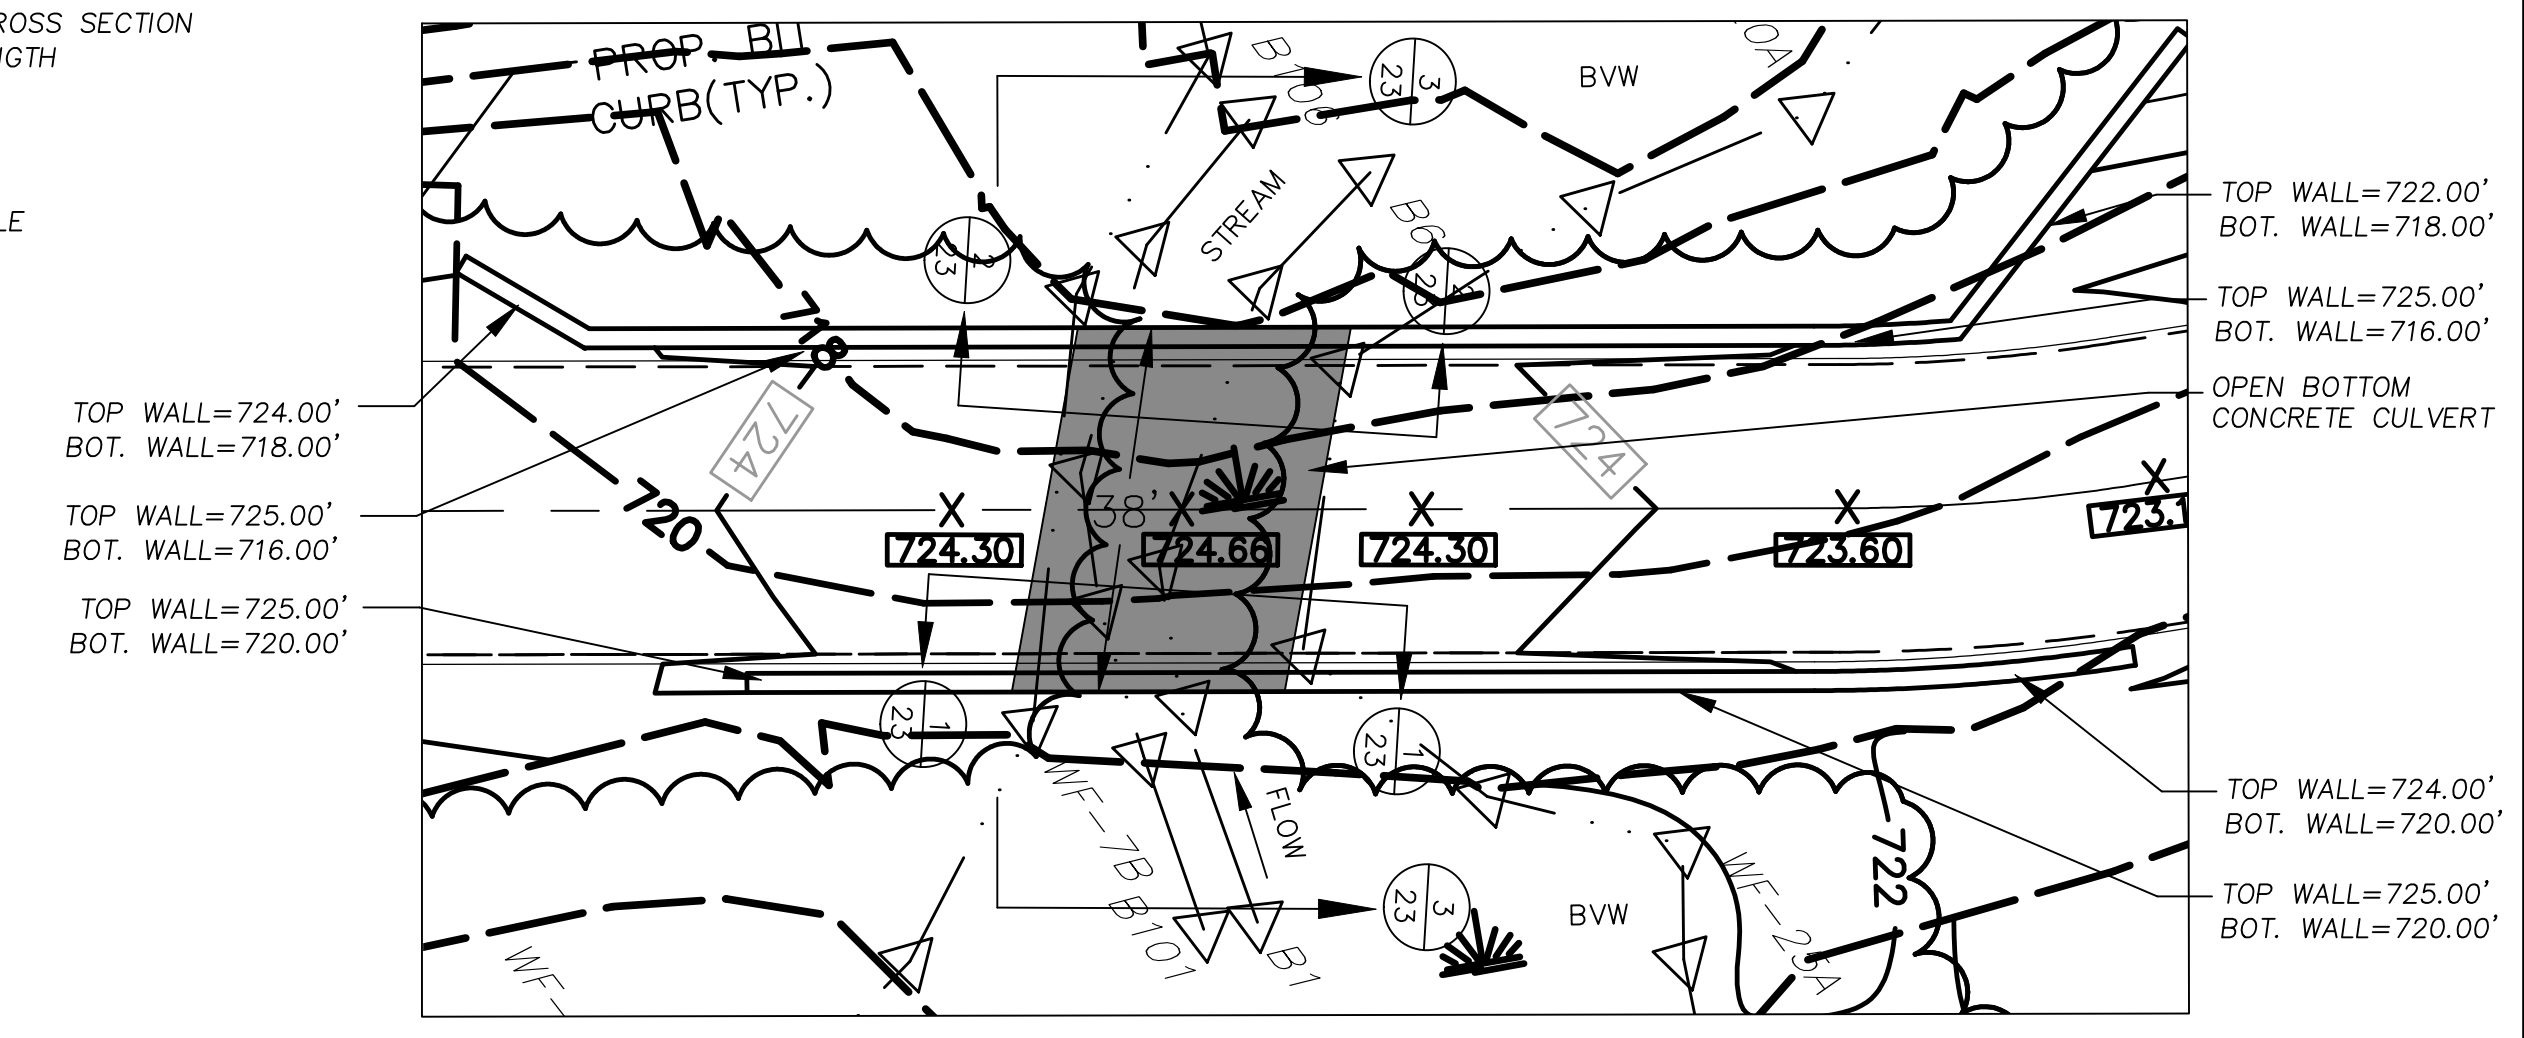 ROSS SECTION
GTH
LE
PROP. BIT
CURB(TYP.)
B
BVW
3
23
STREAM
2
23
2
23
TOP WALL=722.00'
BOT. WALL=718.00'
TOP WALL=725.00'
BOT. WALL=716.00'
OPEN BOTTOM
CONCRETE CULVERT
TOP WALL=724.00'
BOT. WALL=718.00'
TOP WALL=725.00'
BOT. WALL=716.00'
TOP WALL=725.00'
BOT. WALL=720.00'
718
724
724
720
38'
724.30
724.66
724.30
723.60
723.1
1
23
1
23
WF-7B
B101
FLOW
B1
3
23
BVW
722
WF-25A
WF-
TOP WALL=724.00'
BOT. WALL=720.00'
TOP WALL=725.00'
BOT. WALL=720.00'